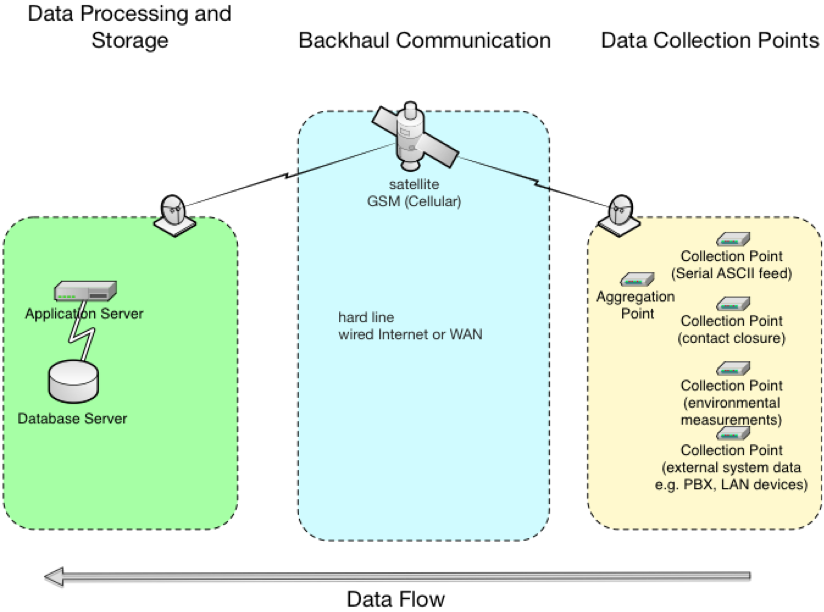 Data Processing and
Storage
Backhaul Communication
Data Collection Points
satellite
GSM (Cellular)
hard line
wired Internet or WAN
Application Server
Database Server
Aggregation
Point
Collection Point
(Serial ASCII feed)
Collection Point
(contact closure)
Collection Point
(environmental
measurements)
Collection Point
(external system data
e.g. PBX, LAN devices)
Data Flow